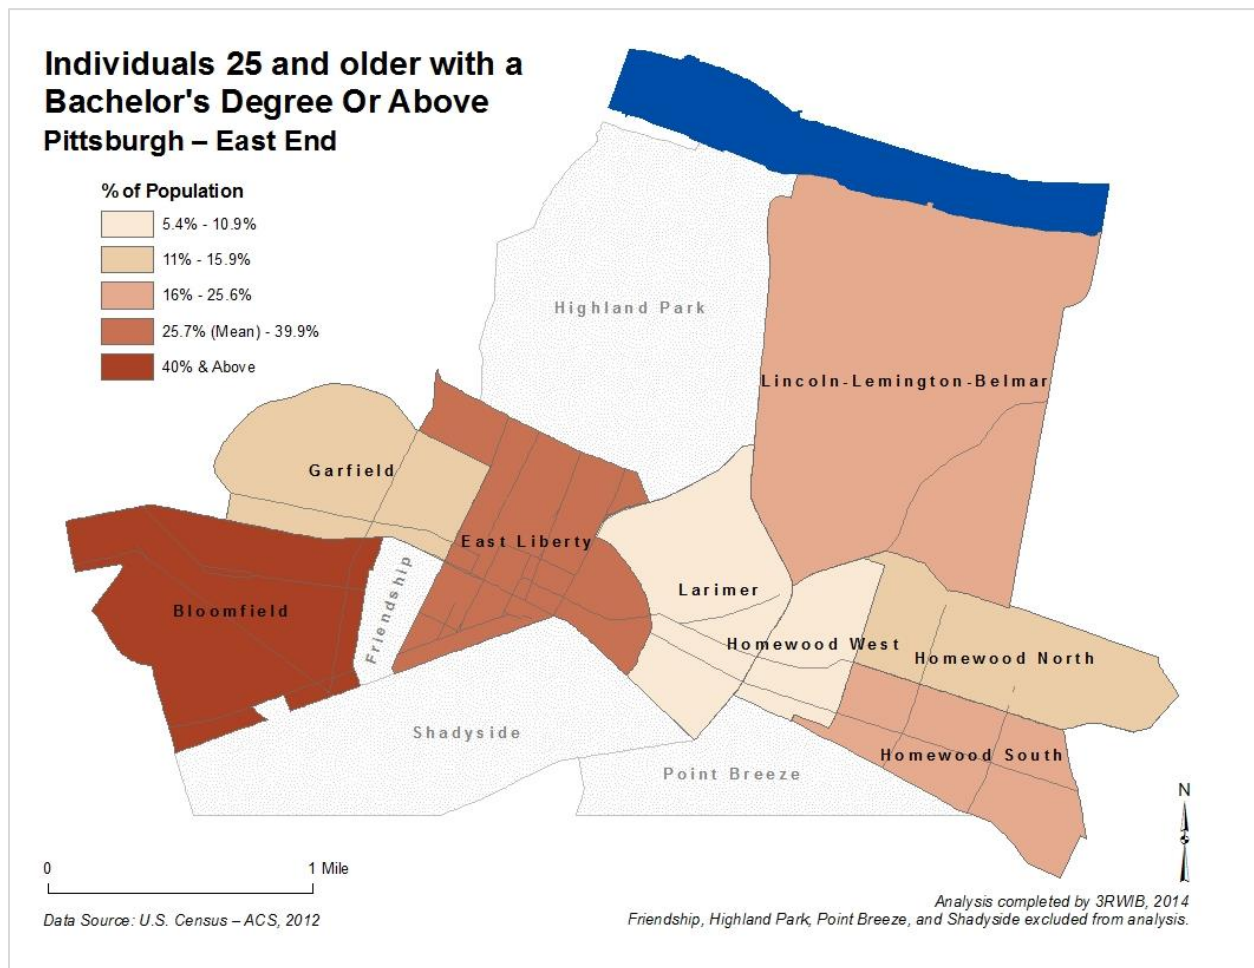 Individuals 25 and older with a
Bachelor's Degree Or Above
Pittsburgh – East End
% of Population
5.4% - 10.9%
11% - 15.9%
16% - 25.6%
25.7% (Mean) - 39.9%
40% & Above
Highland Park
Lincoln-Lemington-Belmar
Garfield
East Liberty
Friendship
Bloomfield
Larimer
Homewood West
Homewood North
Shadyside
Point Breeze
Homewood South
N
0 1 Mile
Data Source: U.S. Census – ACS, 2012
Analysis completed by 3RWIB, 2014
Friendship, Highland Park, Point Breeze, and Shadyside excluded from analysis.